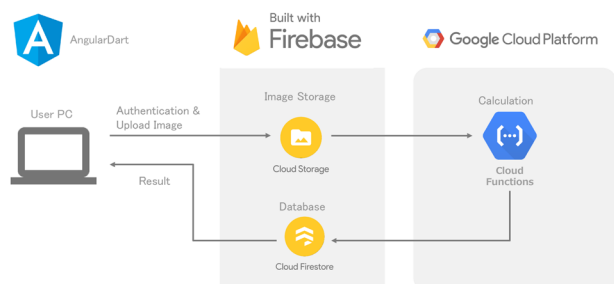 AngularDart
Built with
Firebase
Google Cloud Platform
User PC
Authentication &
Upload Image
Image Storage
Cloud Storage
Calculation
Cloud
Functions
Result
Database
Cloud Firestore